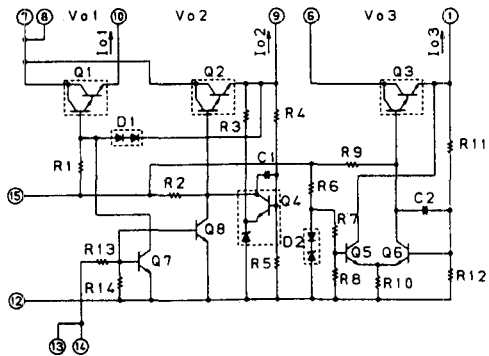 7 8 Vo1 10 Vo2 9 6 Vo3 1
Io1 Io2 Io3
Q1 Q2 Q3
D1 R3 R4
R1 R9 R11
C1
15 R2 R6 C2
Q4
R7
Q8 D2 Q5 Q6
R13 Q7 R5 R8 R10 R12
R14
12
13 14